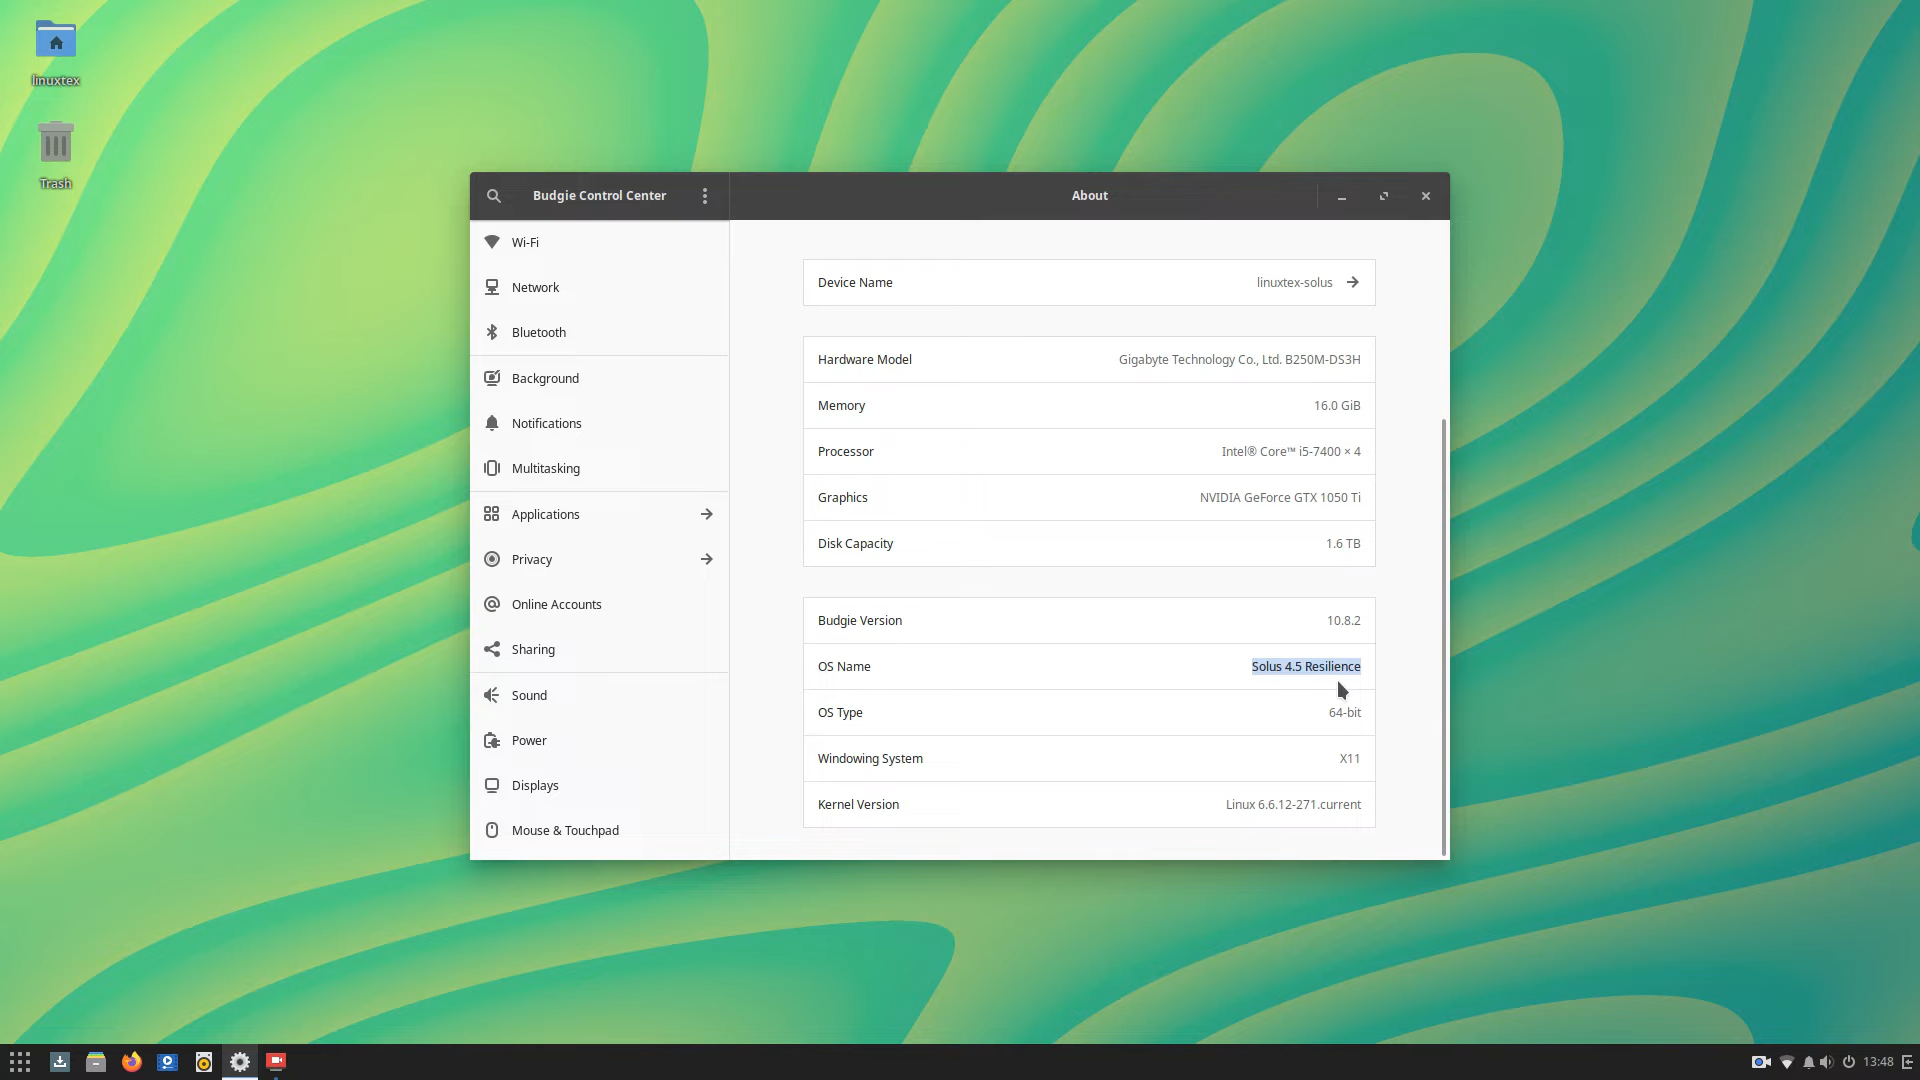 linuxtex
Trash
Budgie Control Center
About
Wi-Fi
Network
Bluetooth
Background
Notifications
Multitasking
Applications
Privacy
Online Accounts
Sharing
Sound
Power
Displays
Mouse & Touchpad
Device Name linuxtex-solus
Hardware Model Gigabyte Technology Co., Ltd. B250M-DS3H
Memory 16.0 GiB
Processor Intel® Core™ i5-7400 × 4
Graphics NVIDIA GeForce GTX 1050 Ti
Disk Capacity 1.6 TB
Budgie Version 10.8.2
OS Name Solus 4.5 Resilience
OS Type 64-bit
Windowing System X11
Kernel Version Linux 6.6.12-271.current
13:48